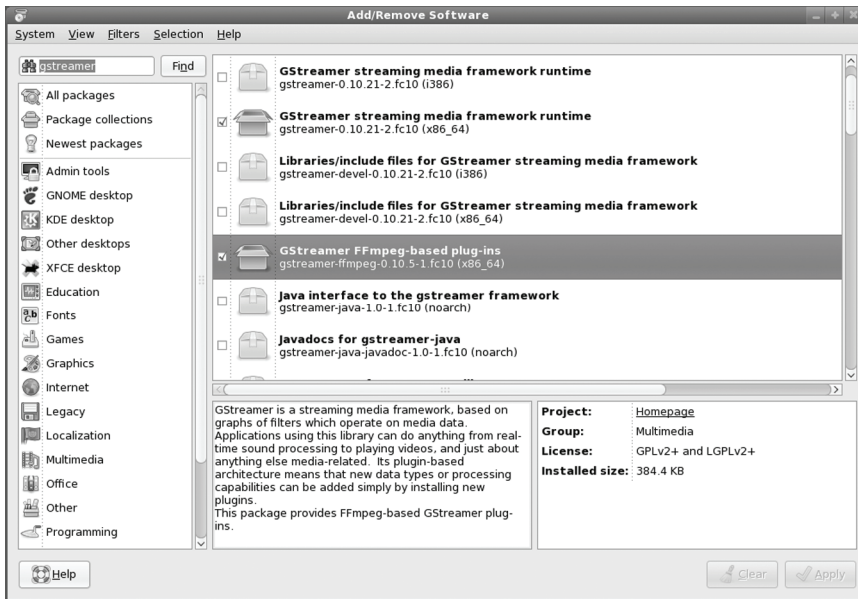 Add/Remove Software
System View Filters Selection Help
gstreamer Find
All packages
Package collections
Newest packages
Admin tools
GNOME desktop
KDE desktop
Other desktops
XFCE desktop
Education
Fonts
Games
Graphics
Internet
Legacy
Localization
Multimedia
Office
Other
Programming
GStreamer streaming media framework runtime
gstreamer-0.10.21-2.fc10 (i386)
GStreamer streaming media framework runtime
gstreamer-0.10.21-2.fc10 (x86_64)
Libraries/include files for GStreamer streaming media framework
gstreamer-devel-0.10.21-2.fc10 (i386)
Libraries/include files for GStreamer streaming media framework
gstreamer-devel-0.10.21-2.fc10 (x86_64)
GStreamer FFmpeg-based plug-ins
gstreamer-ffmpeg-0.10.5-1.fc10 (x86_64)
Java interface to the gstreamer framework
gstreamer-java-1.0-1.fc10 (noarch)
Javadocs for gstreamer-java
gstreamer-java-javadoc-1.0-1.fc10 (noarch)
GStreamer is a streaming media framework, based on
graphs of filters which operate on media data.
Applications using this library can do anything from real-
time sound processing to playing videos, and just about
anything else media-related. Its plugin-based
architecture means that new data types or processing
capabilities can be added simply by installing new
plugins.
This package provides FFmpeg-based GStreamer plug-
ins.
Project: Homepage
Group: Multimedia
License: GPLv2+ and LGPLv2+
Installed size: 384.4 KB
Help Clear Apply